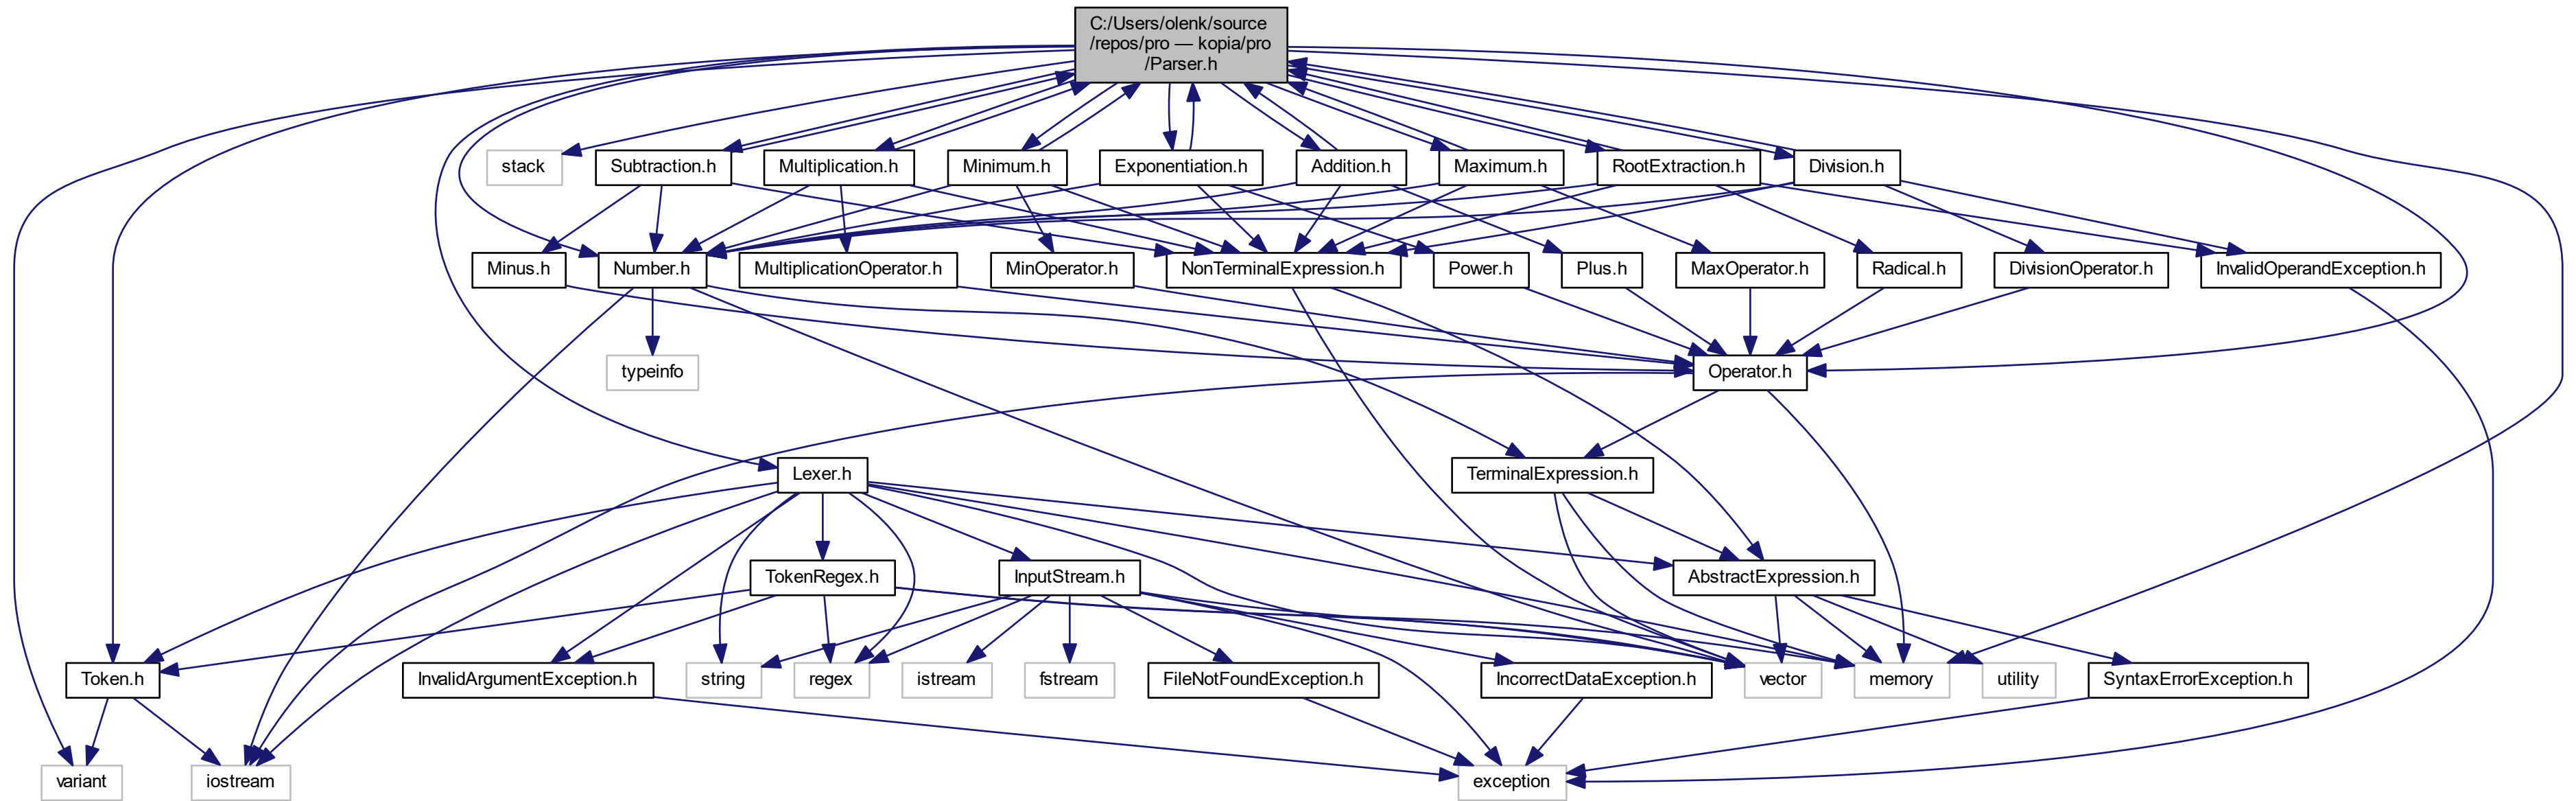 C:/Users/olenk/source
/repos/pro — kopia/pro
/Parser.h
stack
Subtraction.h
Multiplication.h
Minimum.h
Exponentiation.h
Addition.h
Maximum.h
RootExtraction.h
Division.h
Minus.h
Number.h
MultiplicationOperator.h
MinOperator.h
NonTerminalExpression.h
Power.h
Plus.h
MaxOperator.h
Radical.h
DivisionOperator.h
InvalidOperandException.h
typeinfo
Operator.h
Lexer.h
TerminalExpression.h
TokenRegex.h
InputStream.h
AbstractExpression.h
Token.h
InvalidArgumentException.h
string
regex
istream
fstream
FileNotFoundException.h
IncorrectDataException.h
vector
memory
utility
SyntaxErrorException.h
variant
iostream
exception